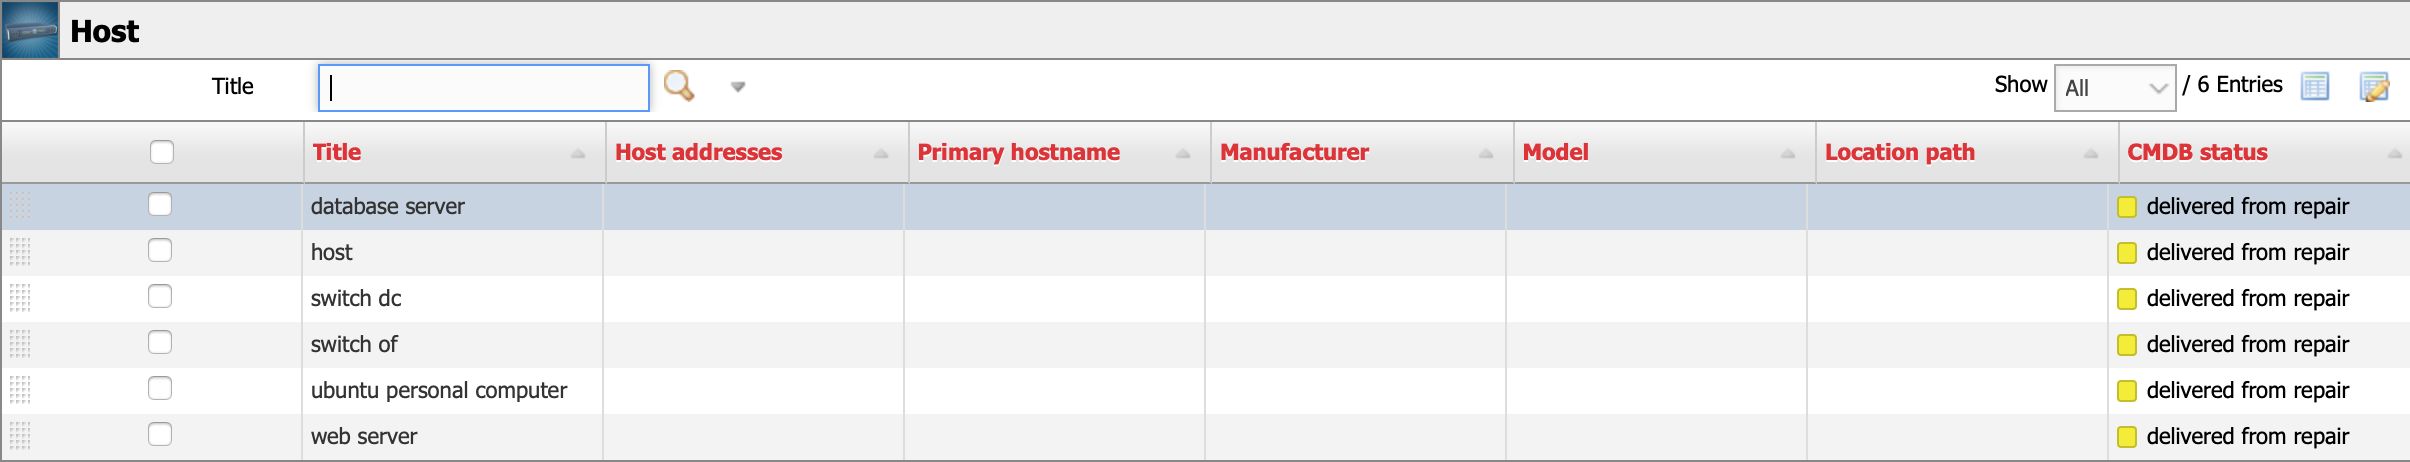 Host
Title
Show All / 6 Entries
Title Host addresses Primary hostname Manufacturer Model Location path CMDB status
database server delivered from repair
host delivered from repair
switch dc delivered from repair
switch of delivered from repair
ubuntu personal computer delivered from repair
web server delivered from repair